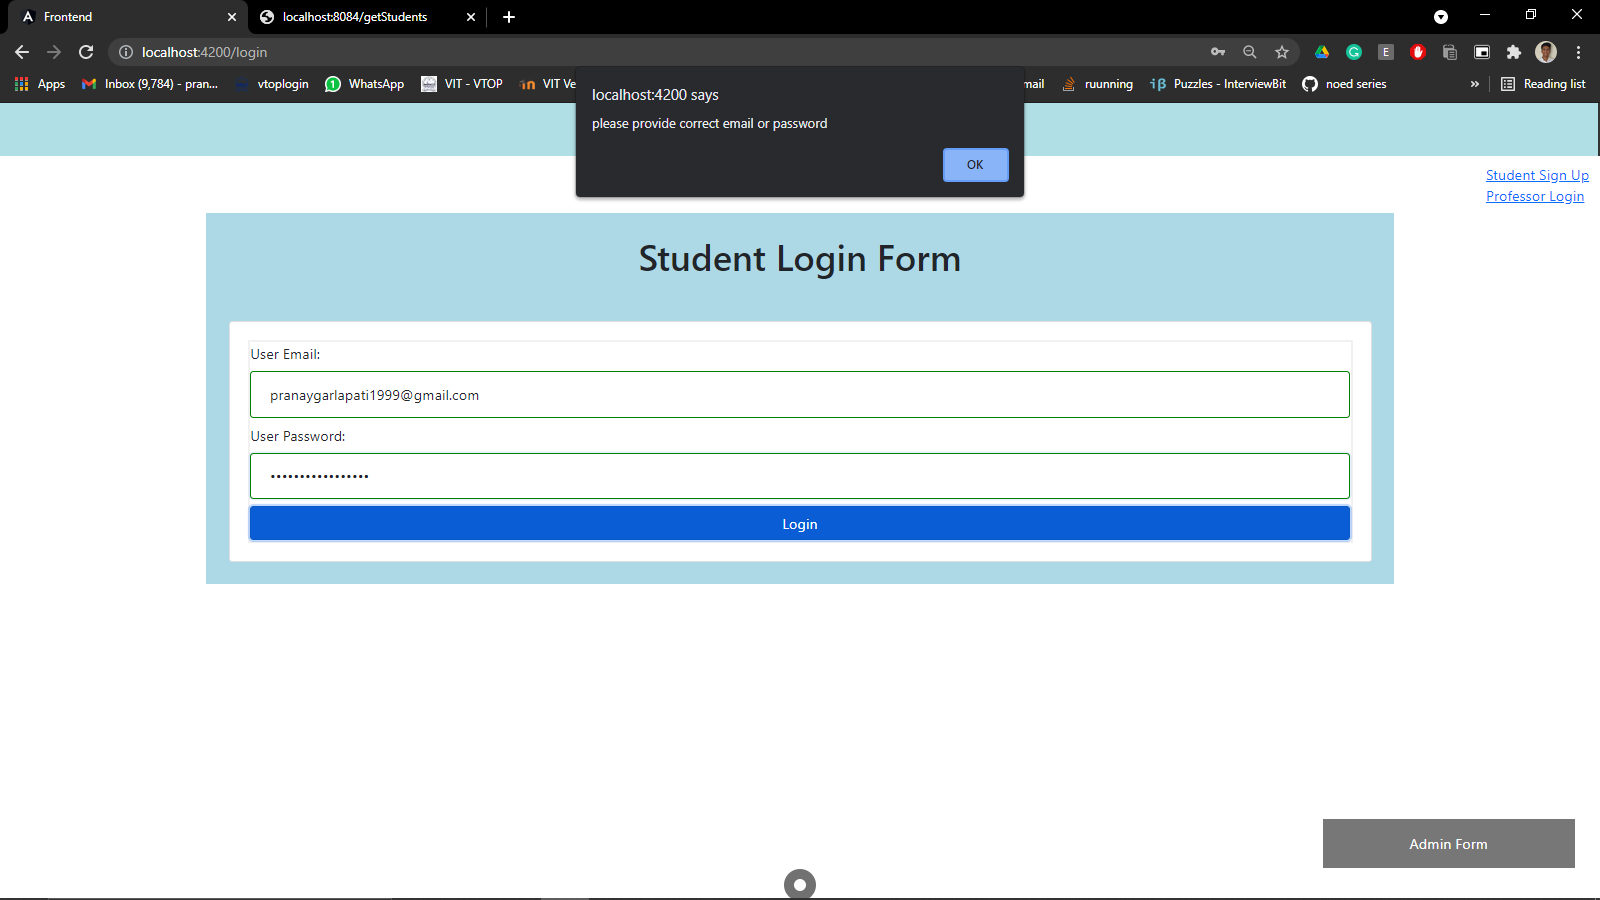 Frontend
localhost:8084/getStudents
localhost:4200/login
Apps
Inbox (9,784) - pran...
vtoplogin
WhatsApp
VIT - VTOP
VIT Ve
mail
ruunning
Puzzles - InterviewBit
noed series
»
Reading list
localhost:4200 says
please provide correct email or password
OK
Student Sign Up
Professor Login
Student Login Form
User Email:
pranaygarlapati1999@gmail.com
User Password:
•••••••••••••••••
Login
Admin Form